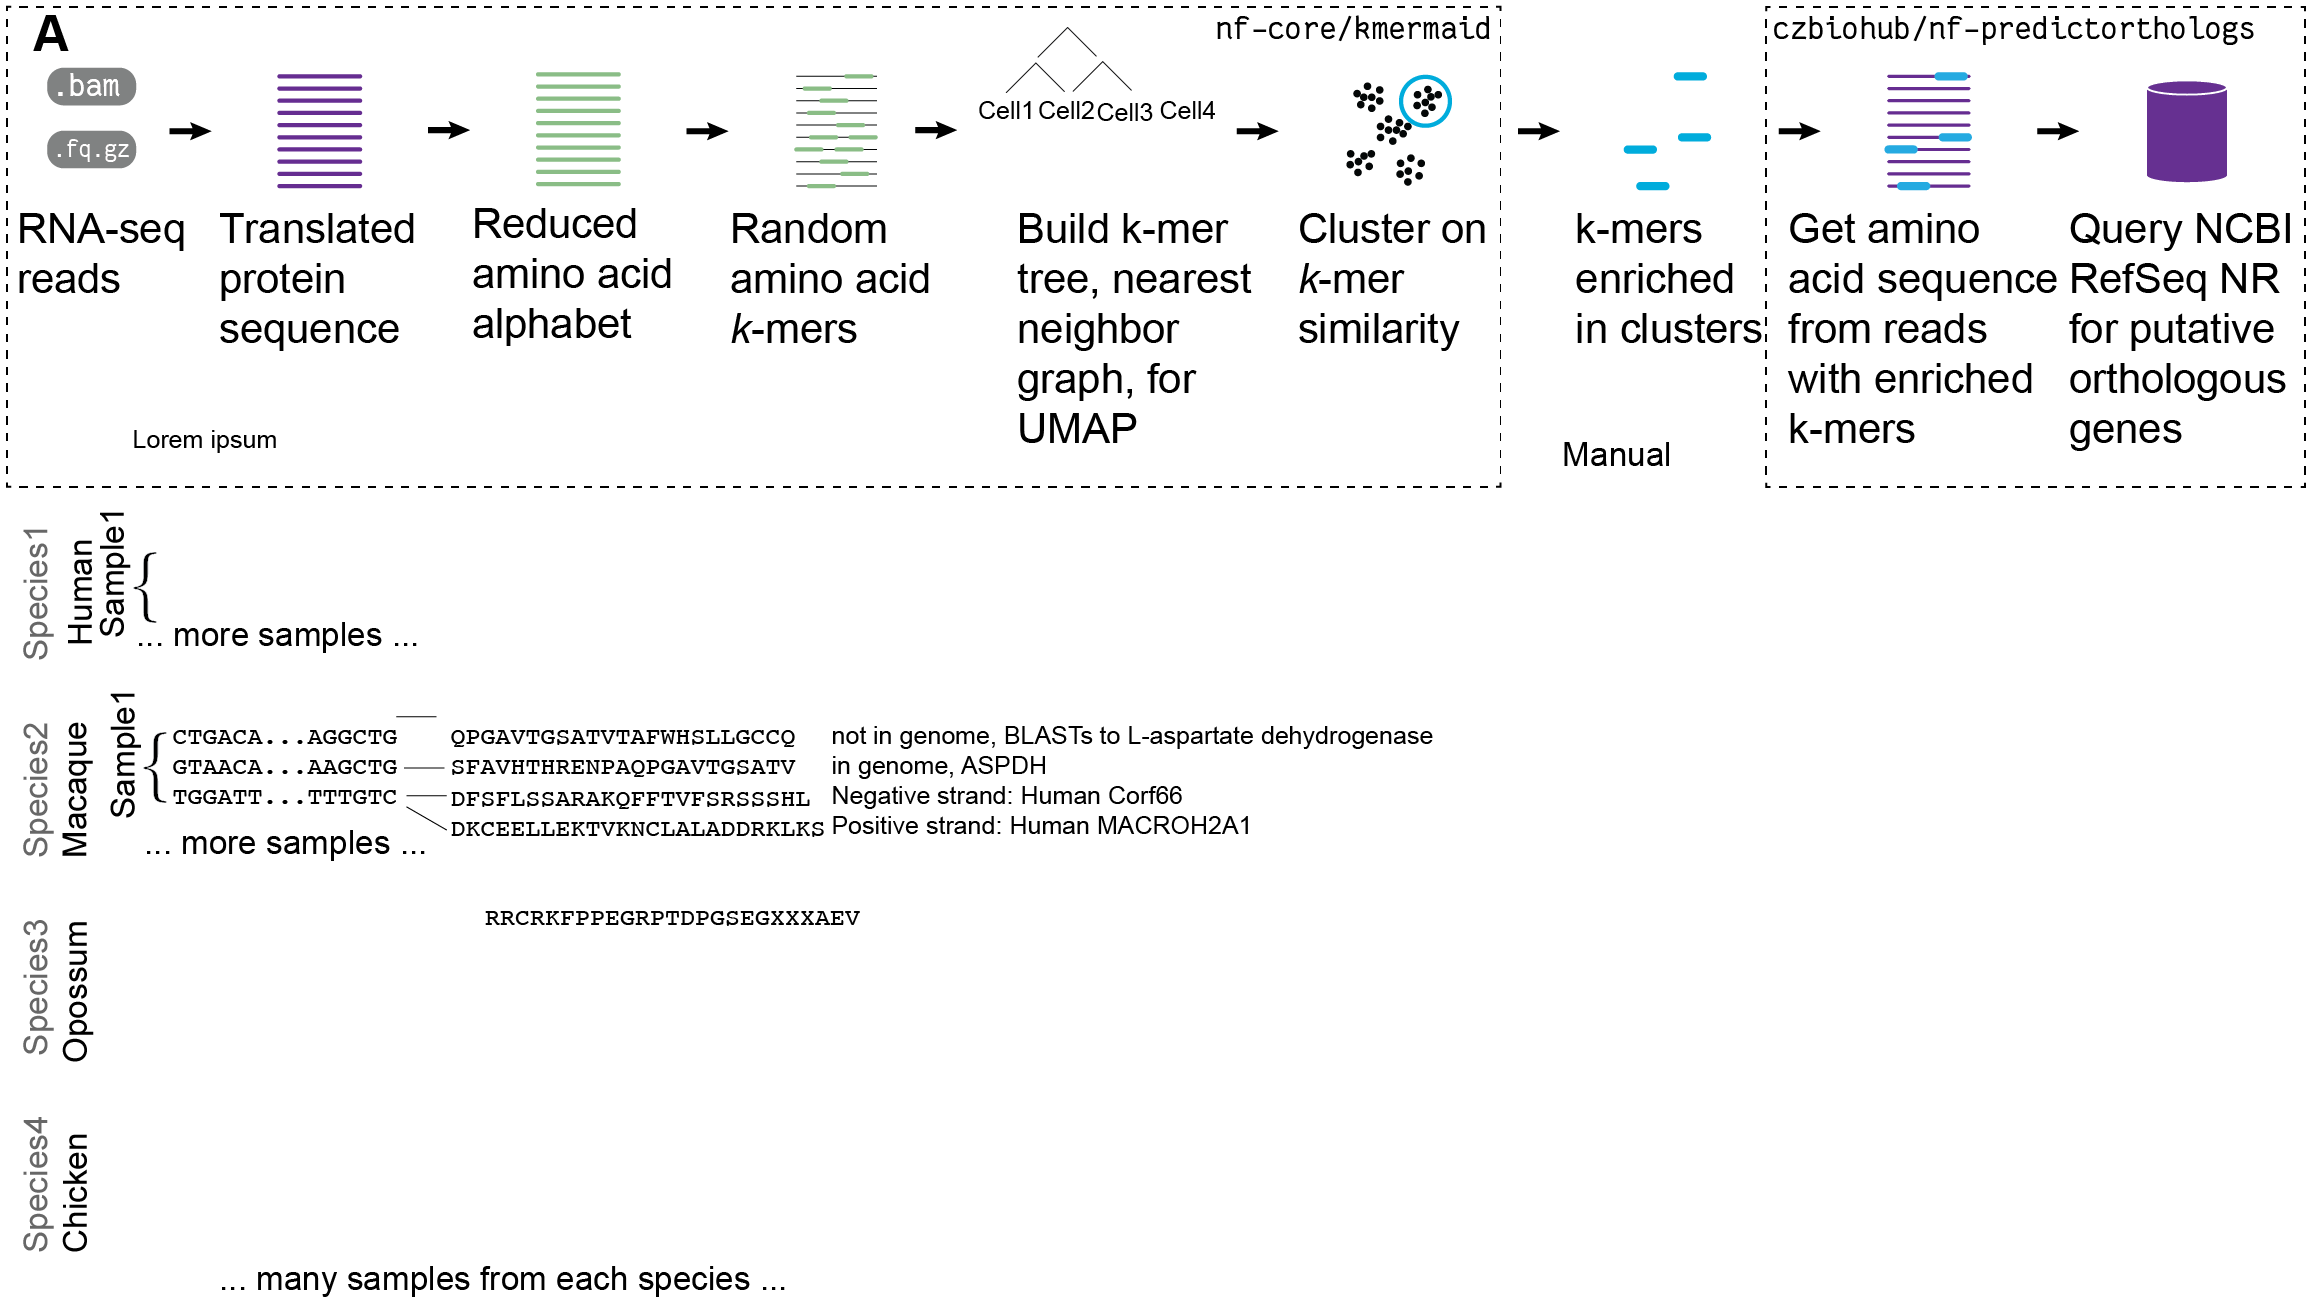 A
nf-core/kmermaid
czbiohub/nf-predictorthologs
.bam
.fq.gz
Cell1 Cell2 Cell3 Cell4
RNA-seq
reads
Translated
protein
sequence
Reduced
amino acid
alphabet
Random
amino acid
k-mers
Build k-mer
tree, nearest
neighbor
graph, for
UMAP
Cluster on
k-mer
similarity
k-mers
enriched
in clusters
Get amino
acid sequence
from reads
with enriched
k-mers
Query NCBI
RefSeq NR
for putative
orthologous
genes
Lorem ipsum
Manual
Species1
Human
Sample1
... more samples ...
Species2
Macaque
Sample1
CTGACA...AGGCTG QPGAVTGSATVTAFWHSLLGCCQ not in genome, BLASTs to L-aspartate dehydrogenase
GTAACA...AAGCTG SFAVHTHRENPAQPGAVTGSATV in genome, ASPDH
TGGATT...TTTGTC DFSFLSSARAKQFFTVFSRSSSHL Negative strand: Human Corf66
DKCEELLEKTVKNCLALADDRKLKS Positive strand: Human MACROH2A1
... more samples ...
Species3
Opossum
RRCRKFPPEGRPTDPGSEGXXXAEV
Species4
Chicken
... many samples from each species ...